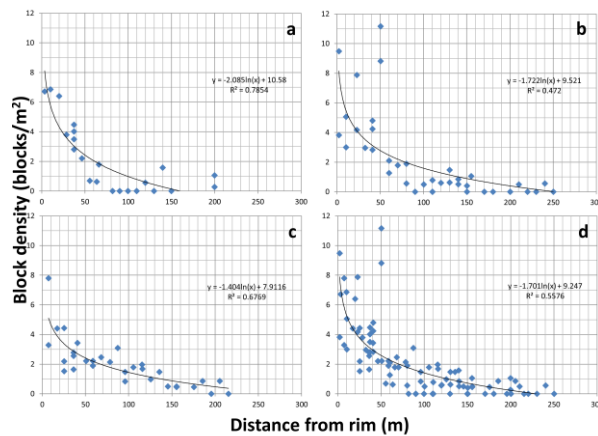 12
10
8
6
4
2
0
0 50 100 150 200 250 300
a
y = -2.085ln(x) + 10.58
R² = 0.7854
12
10
8
6
4
2
0
0 50 100 150 200 250 300
b
y = -1.722ln(x) + 9.521
R² = 0.472
Block density (blocks/m²)
12
10
8
6
4
2
0
0 50 100 150 200 250 300
c
y = -1.404ln(x) + 7.9116
R² = 0.6769
12
10
8
6
4
2
0
0 50 100 150 200 250 300
d
y = -1.701ln(x) + 9.247
R² = 0.5576
Distance from rim (m)